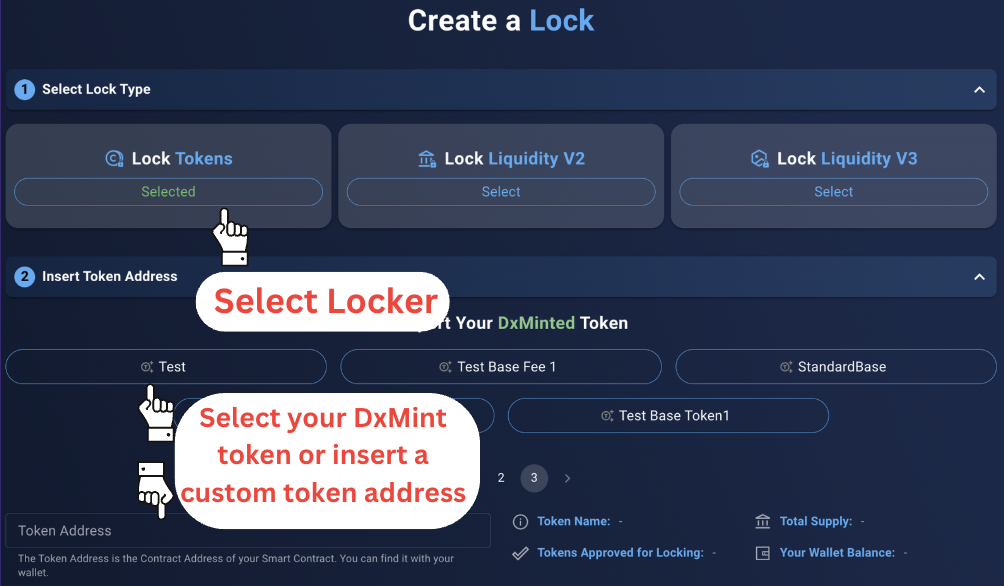 Create a Lock
1 Select Lock Type
Lock Tokens
Lock Liquidity V2
Lock Liquidity V3
Selected
Select
Select
2 Insert Token Address
Select Locker
Your DxMinted Token
Test
Test Base Fee 1
StandardBase
Test Base Token1
Select your DxMint
token or insert a
custom token address
2 3
Token Address
The Token Address is the Contract Address of your Smart Contract. You can find it with your
wallet.
Token Name: -
Total Supply: -
Tokens Approved for Locking: -
Your Wallet Balance: -